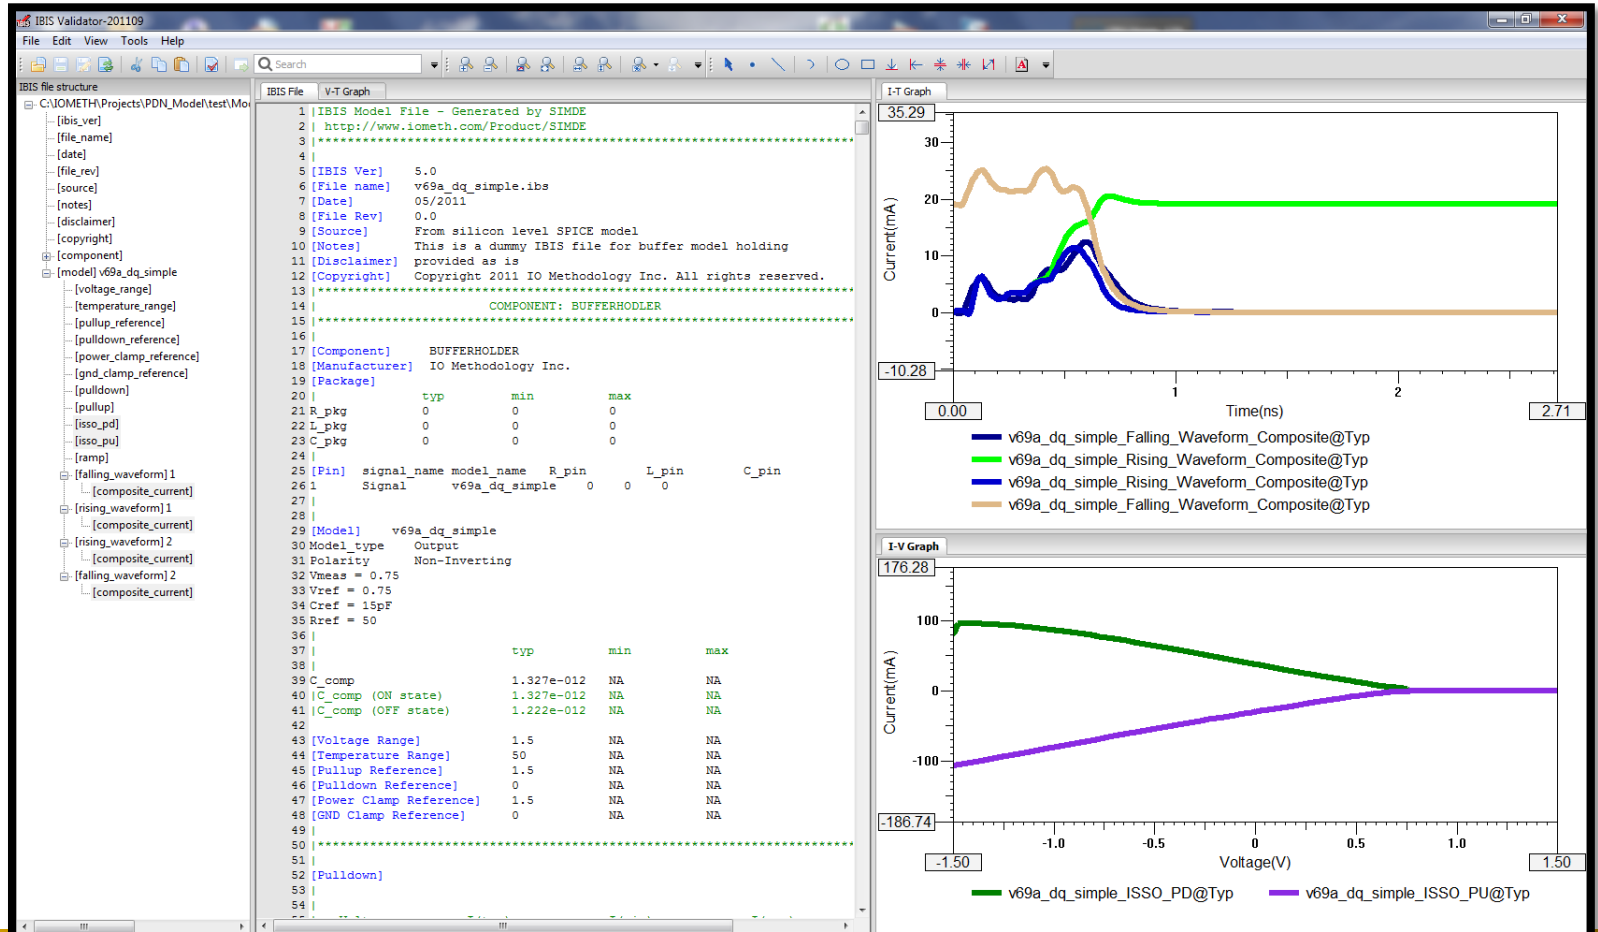 IBIS Validator-201109
File Edit View Tools Help
Search
IBIS file structure
C:\IOMETH\Projects\PDN_Model\test\Mo
[ibis_ver]
[file_name]
[date]
[file_rev]
[source]
[notes]
[disclaimer]
[copyright]
[component]
[model] v69a_dq_simple
[voltage_range]
[temperature_range]
[pullup_reference]
[pulldown_reference]
[power_clamp_reference]
[gnd_clamp_reference]
[pulldown]
[pullup]
[isso_pd]
[isso_pu]
[ramp]
[falling_waveform] 1
[composite_current]
[rising_waveform] 1
[composite_current]
[rising_waveform] 2
[composite_current]
[falling_waveform] 2
[composite_current]
IBIS File V-T Graph
1 |IBIS Model File - Generated by SIMDE
2 | http://www.iometh.com/Product/SIMDE
3 |*************************************************************************
4 |
5 [IBIS Ver] 5.0
6 [File name] v69a_dq_simple.ibs
7 [Date] 05/2011
8 [File Rev] 0.0
9 [Source] From silicon level SPICE model
10 [Notes] This is a dummy IBIS file for buffer model holding
11 [Disclaimer] provided as is
12 [Copyright] Copyright 2011 IO Methodology Inc. All rights reserved.
13 |*************************************************************************
14 | COMPONENT: BUFFERHODLER
15 |*************************************************************************
16 |
17 [Component] BUFFERHOLDER
18 [Manufacturer] IO Methodology Inc.
19 [Package]
20 | typ min max
21 R_pkg 0 0 0
22 L_pkg 0 0 0
23 C_pkg 0 0 0
24 |
25 [Pin] signal_name model_name R_pin L_pin C_pin
26 1 Signal v69a_dq_simple 0 0 0
27 |
28 |
29 [Model] v69a_dq_simple
30 Model_type Output
31 Polarity Non-Inverting
32 Vmeas = 0.75
33 Vref = 0.75
34 Cref = 15pF
35 Rref = 50
36 |
37 | typ min max
38 |
39 C_comp 1.327e-012 NA NA
40 |C_comp (ON state) 1.327e-012 NA NA
41 |C_comp (OFF state) 1.222e-012 NA NA
42
43 [Voltage Range] 1.5 NA NA
44 [Temperature Range] 50 NA NA
45 [Pullup Reference] 1.5 NA NA
46 [Pulldown Reference] 0 NA NA
47 [Power Clamp Reference] 1.5 NA NA
48 [GND Clamp Reference] 0 NA NA
49 |
50 |*************************************************************************
51 |
52 [Pulldown]
53 |
54 |
I-T Graph
35.29
30
20
10
0
-10.28
Current(mA)
1 2
0.00 Time(ns) 2.71
v69a_dq_simple_Falling_Waveform_Composite@Typ
v69a_dq_simple_Rising_Waveform_Composite@Typ
v69a_dq_simple_Rising_Waveform_Composite@Typ
v69a_dq_simple_Falling_Waveform_Composite@Typ
I-V Graph
176.28
100
0
-100
-186.74
Current(mA)
-1.0 -0.5 0 0.5 1.0
-1.50 Voltage(V) 1.50
v69a_dq_simple_ISSO_PD@Typ v69a_dq_simple_ISSO_PU@Typ